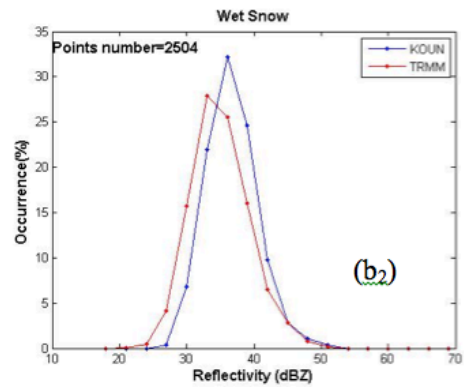 Wet Snow
Points number=2504
KOUN
TRMM
35
30
25
20
15
10
5
0
Occurrence(%)
(b₂)
10 20 30 40 50 60 70
Reflectivity (dBZ)